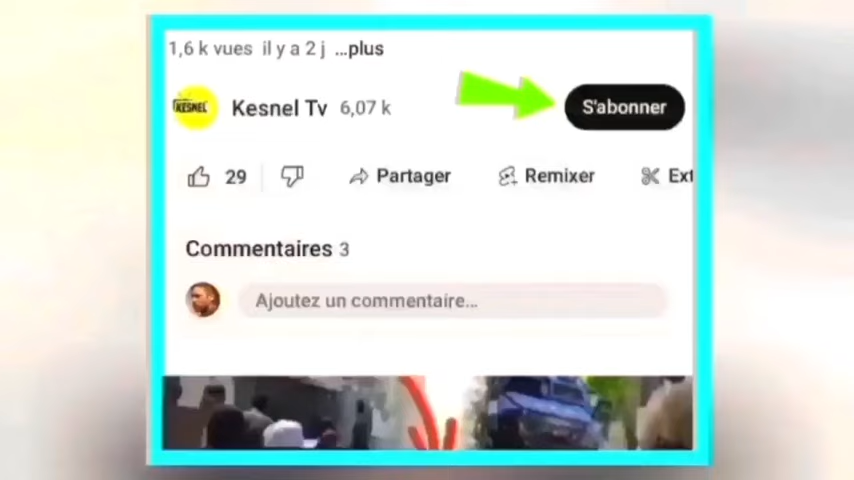 1,6 k vues il y a 2 j ...plus
KESNEL
Kesnel Tv 6,07 k
S'abonner
29
Partager
Remixer
Ext
Commentaires 3
Ajoutez un commentaire...